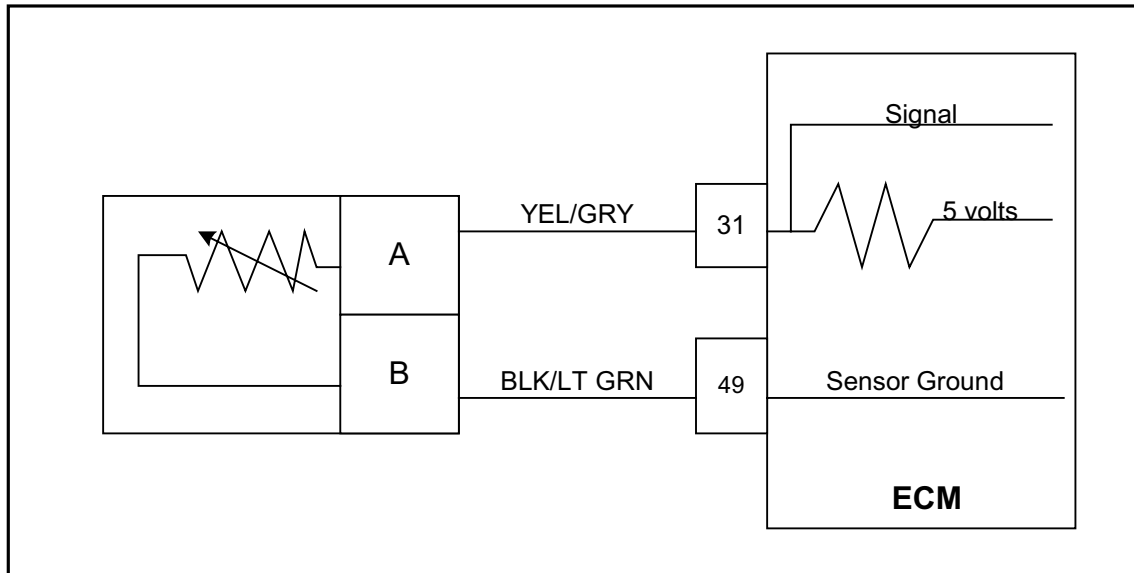 Signal
YEL/GRY
31
5 volts
A
B
BLK/LT GRN
49
Sensor Ground
ECM